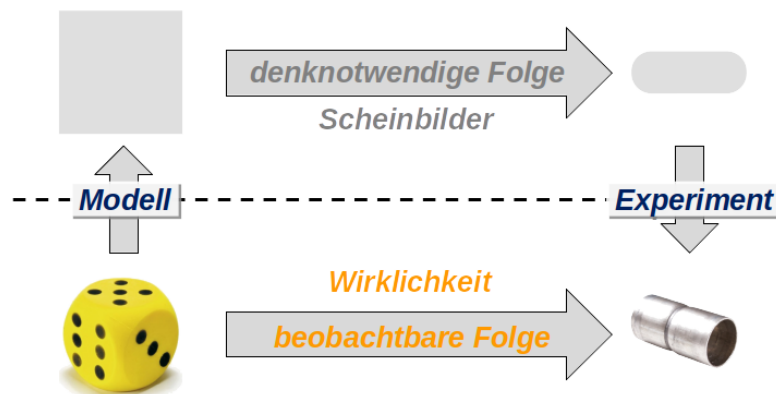 denknotwendige Folge
Scheinbilder
Modell
Experiment
Wirklichkeit
beobachtbare Folge